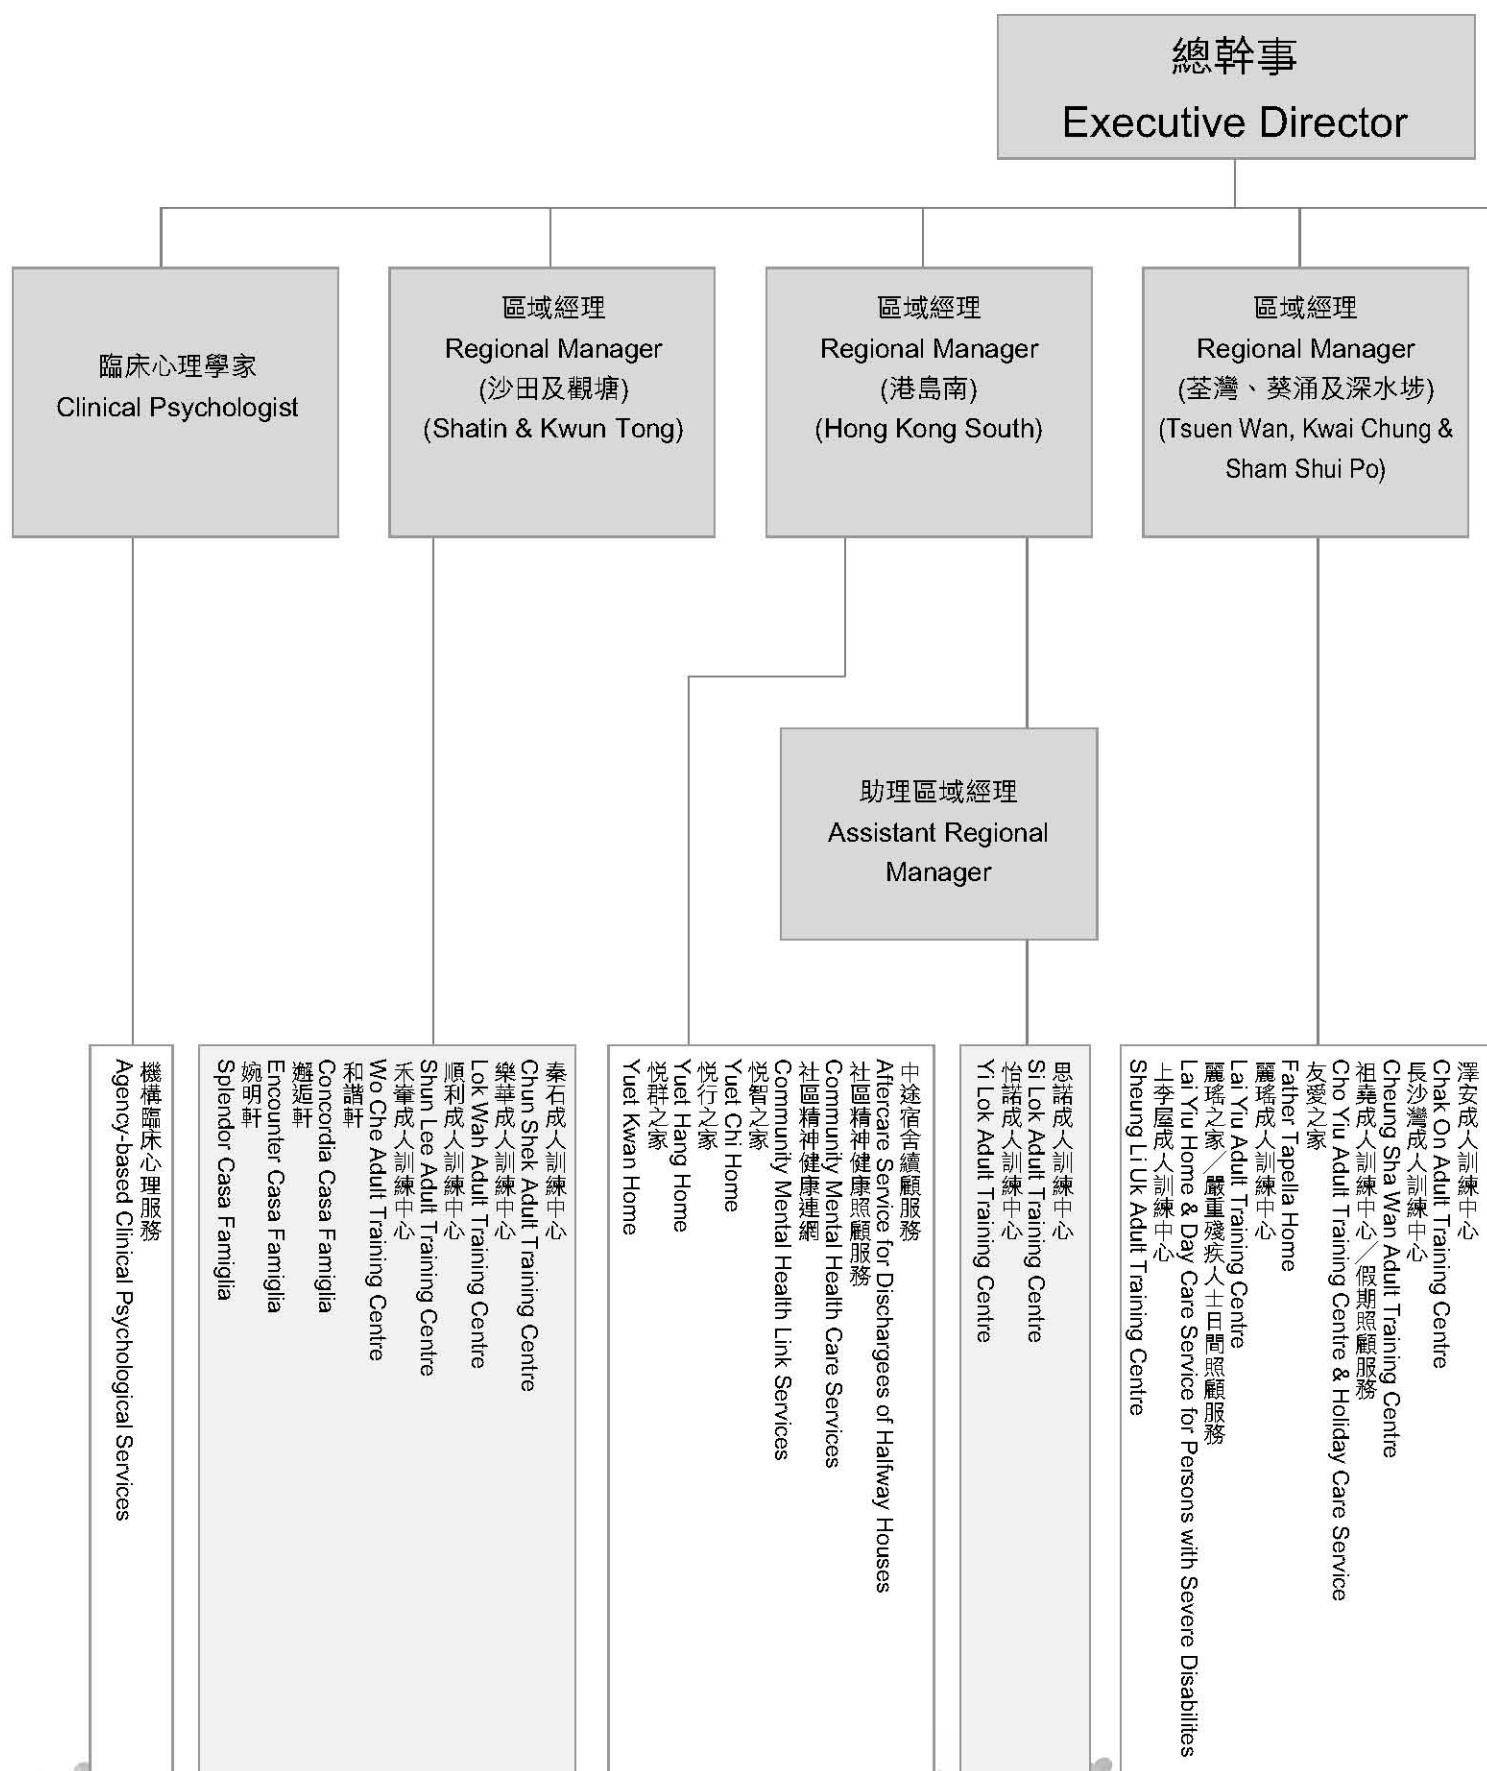 總幹事
Executive Director
臨床心理學家
Clinical Psychologist
區域經理
Regional Manager
(沙田及觀塘)
(Shatin & Kwun Tong)
區域經理
Regional Manager
(港島南)
(Hong Kong South)
區域經理
Regional Manager
(荃灣、葵涌及深水埗)
(Tsuen Wan, Kwai Chung &
Sham Shui Po)
助理區域經理
Assistant Regional
Manager
機構臨床心理服務
Agency-based Clinical Psychological Services
秦石成人訓練中心
Chun Shek Adult Training Centre
樂華成人訓練中心
Lok Wah Adult Training Centre
順利成人訓練中心
Shun Lee Adult Training Centre
禾輋成人訓練中心
Wo Che Adult Training Centre
和諧軒
Concordia Casa Famiglia
邂逅軒
Encounter Casa Famiglia
婉明軒
Splendor Casa Famiglia
中途宿舍續顧服務
Aftercare Service for Dischargees of Halfway Houses
社區精神健康照顧服務
Community Mental Health Care Services
社區精神健康連網
Community Mental Health Link Services
悅智之家
Yuet Chi Home
悅行之家
Yuet Hang Home
悅群之家
Yuet Kwan Home
思諾成人訓練中心
Si Lok Adult Training Centre
怡諾成人訓練中心
Yi Lok Adult Training Centre
澤安成人訓練中心
Chak On Adult Training Centre
長沙灣成人訓練中心
Cheung Sha Wan Adult Training Centre
祖堯成人訓練中心／假期照顧服務
Cho Yiu Adult Training Centre & Holiday Care Service
友愛之家
Father Tapella Home
麗瑤成人訓練中心
Lai Yiu Adult Training Centre
麗瑤之家／嚴重殘疾人士日間照顧服務
Lai Yiu Home & Day Care Service for Persons with Severe Disabilites
上李屋成人訓練中心
Sheung Li Uk Adult Training Centre